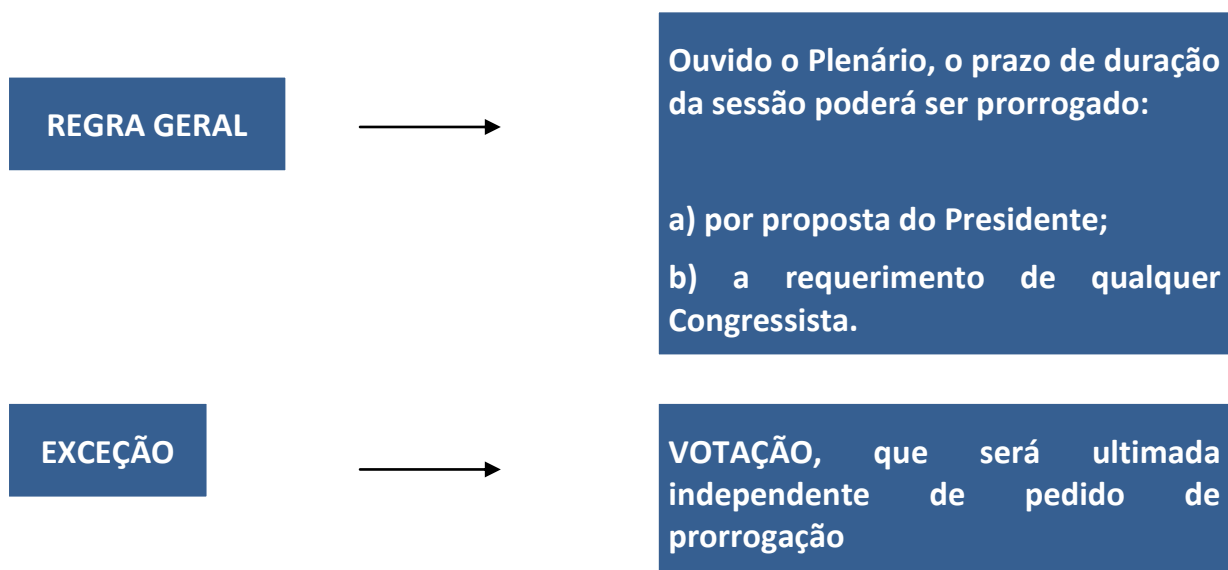 REGRA GERAL
Ouvido o Plenário, o prazo de duração
da sessão poderá ser prorrogado:
a) por proposta do Presidente;
b) a requerimento de qualquer
Congressista.
EXCEÇÃO
VOTAÇÃO, que será ultimada
independente de pedido de
prorrogação